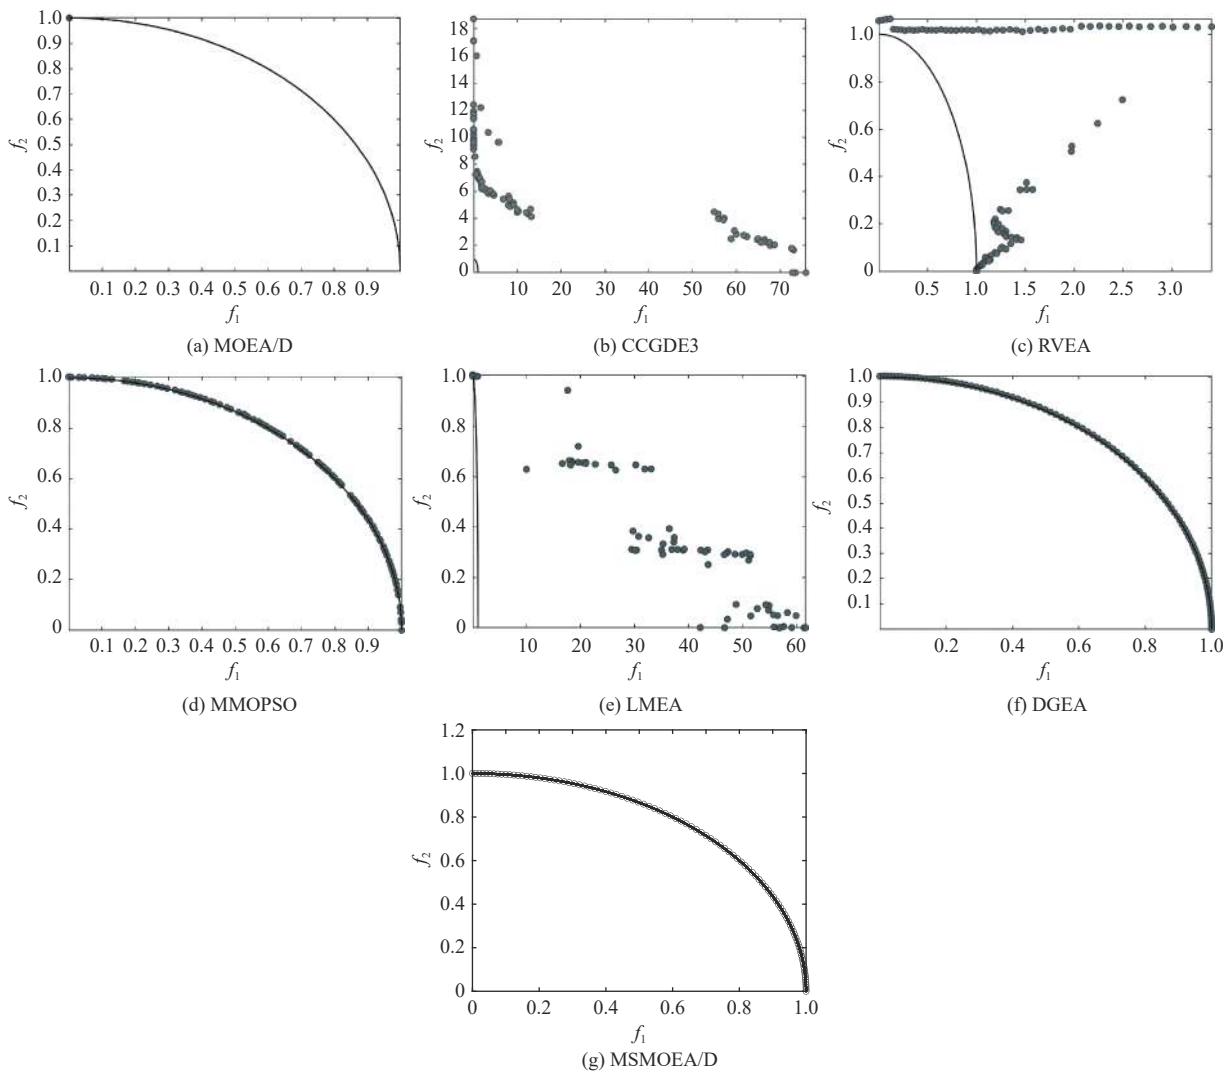 1.0
0.9
0.8
0.7
0.6
0.5
0.4
0.3
0.2
0.1
f2
0.1 0.2 0.3 0.4 0.5 0.6 0.7 0.8 0.9
f1
(a) MOEA/D
18
16
14
12
10
8
6
4
2
0
f2
10 20 30 40 50 60 70
f1
(b) CCGDE3
1.0
0.8
0.6
0.4
0.2
0
f2
0.5 1.0 1.5 2.0 2.5 3.0
f1
(c) RVEA
1.0
0.8
0.6
0.4
0.2
0
f2
0.1 0.2 0.3 0.4 0.5 0.6 0.7 0.8 0.9
f1
(d) MMOPSO
1.0
0.8
0.6
0.4
0.2
0
f2
10 20 30 40 50 60
f1
(e) LMEA
1.0
0.9
0.8
0.7
0.6
0.5
0.4
0.3
0.2
0.1
f2
0.2 0.4 0.6 0.8 1.0
f1
(f) DGEA
1.2
1.0
0.8
0.6
0.4
0.2
0
f2
0 0.2 0.4 0.6 0.8 1.0
f1
(g) MSMOEA/D